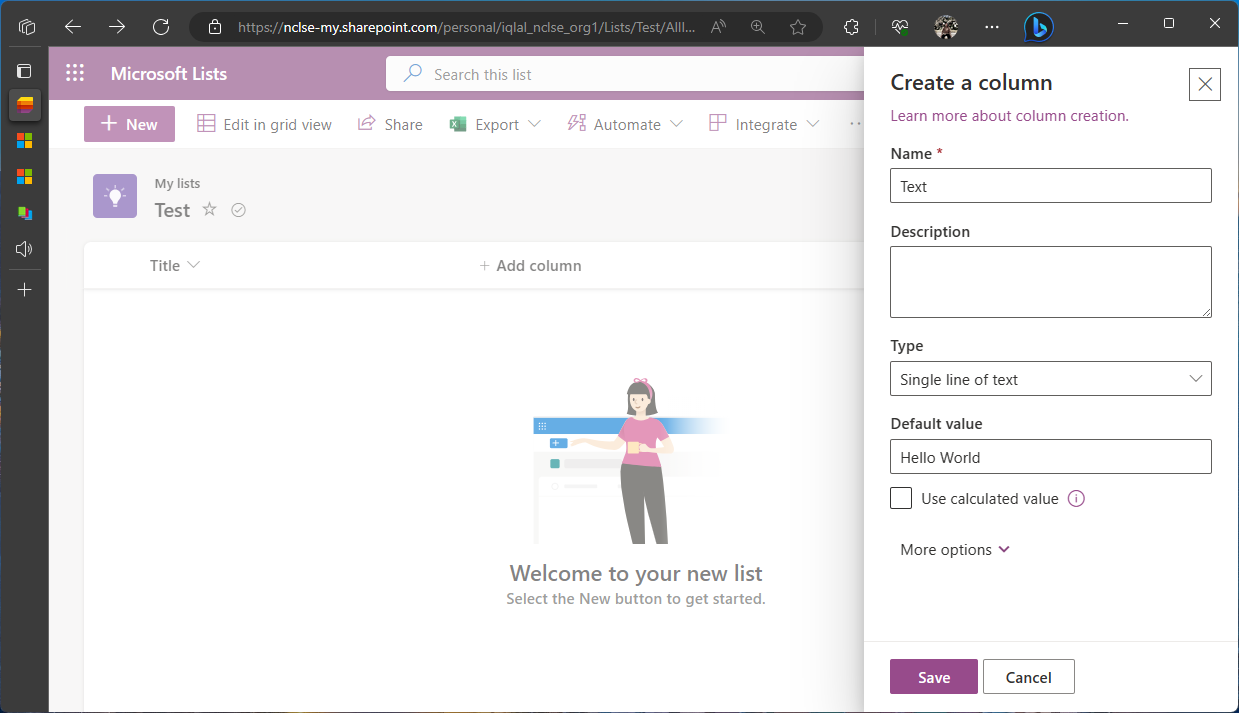 https://nclse-my.sharepoint.com/personal/iqlal_nclse_org1/Lists/Test/AllI...
Microsoft Lists
Search this list
New
Edit in grid view
Share
Export
Automate
Integrate
My lists
Test
Title
Add column
Welcome to your new list
Select the New button to get started.
Create a column
Learn more about column creation.
Name *
Text
Description
Type
Single line of text
Default value
Hello World
Use calculated value
More options
Save
Cancel